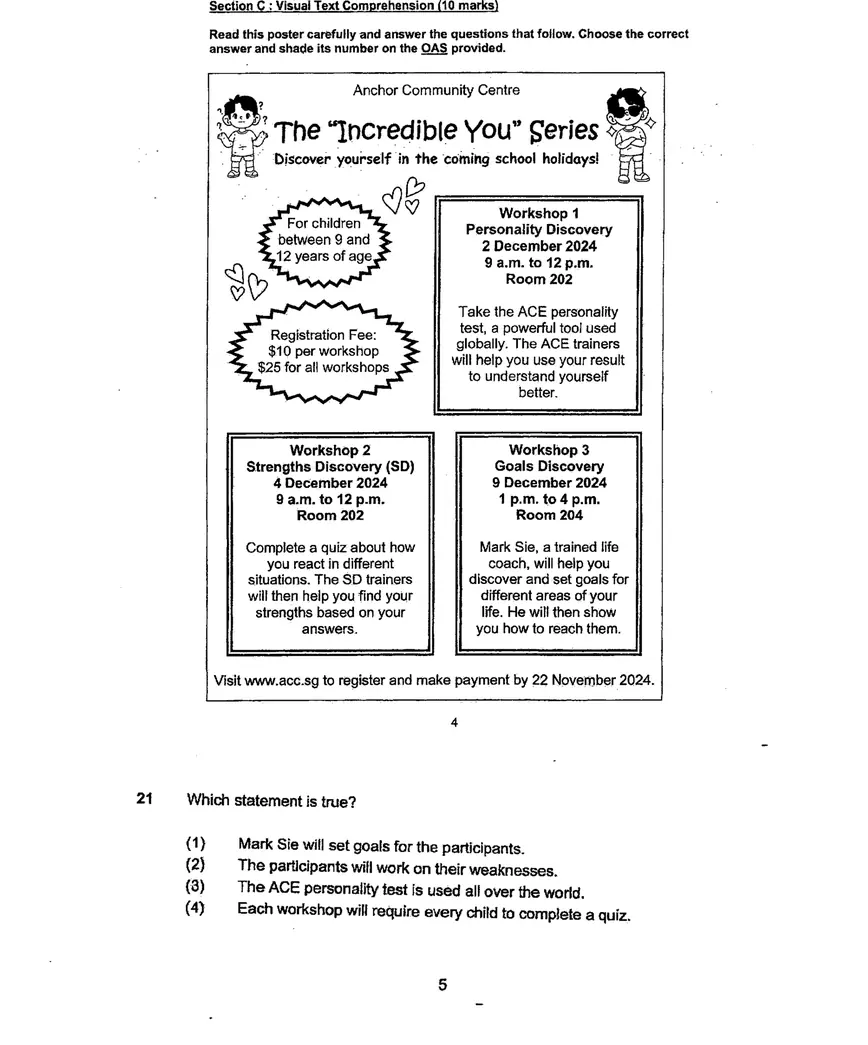 Section C : Visual Text Comprehension (10 marks)
Read this poster carefully and answer the questions that follow. Choose the correct
answer and shade its number on the OAS provided.
Anchor Community Centre
The “Incredible You” Series
Discover yourself in the coming school holidays!
For children
between 9 and
12 years of age
Registration Fee:
$10 per workshop
$25 for all workshops
Workshop 1
Personality Discovery
2 December 2024
9 a.m. to 12 p.m.
Room 202
Take the ACE personality
test, a powerful tool used
globally. The ACE trainers
will help you use your result
to understand yourself
better.
Workshop 2
Strengths Discovery (SD)
4 December 2024
9 a.m. to 12 p.m.
Room 202
Complete a quiz about how
you react in different
situations. The SD trainers
will then help you find your
strengths based on your
answers.
Workshop 3
Goals Discovery
9 December 2024
1 p.m. to 4 p.m.
Room 204
Mark Sie, a trained life
coach, will help you
discover and set goals for
different areas of your
life. He will then show
you how to reach them.
Visit www.acc.sg to register and make payment by 22 November 2024.
4
21 Which statement is true?
(1) Mark Sie will set goals for the participants.
(2) The participants will work on their weaknesses.
(3) The ACE personality test is used all over the world.
(4) Each workshop will require every child to complete a quiz.
5